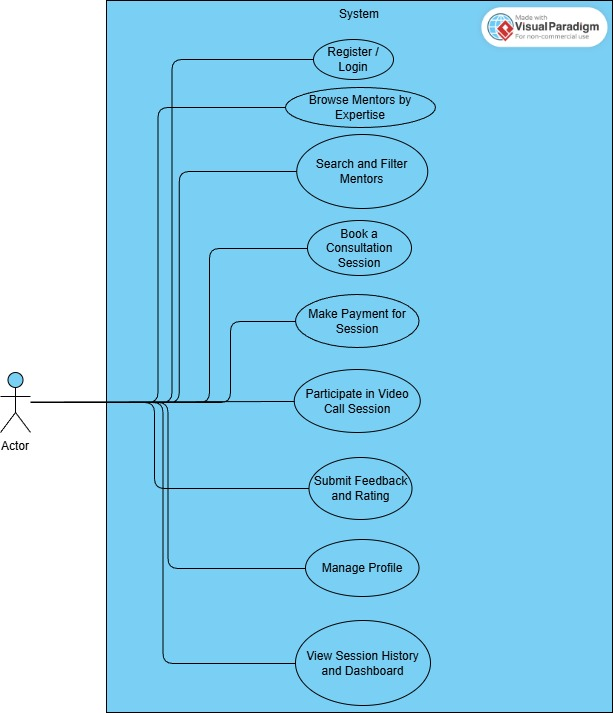 System
Made with
VisualParadigm
For non-commercial use
Register /
Login
Browse Mentors by
Expertise
Search and Filter
Mentors
Book a
Consultation
Session
Make Payment for
Session
Participate in Video
Call Session
Actor
Submit Feedback
and Rating
Manage Profile
View Session History
and Dashboard